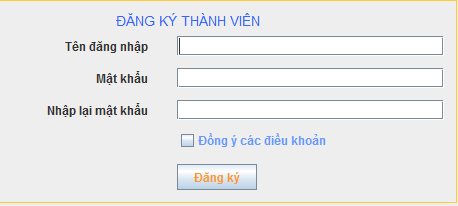 ĐĂNG KÝ THÀNH VIÊN
Tên đăng nhập
Mật khẩu
Nhập lại mật khẩu
Đồng ý các điều khoản
Đăng ký